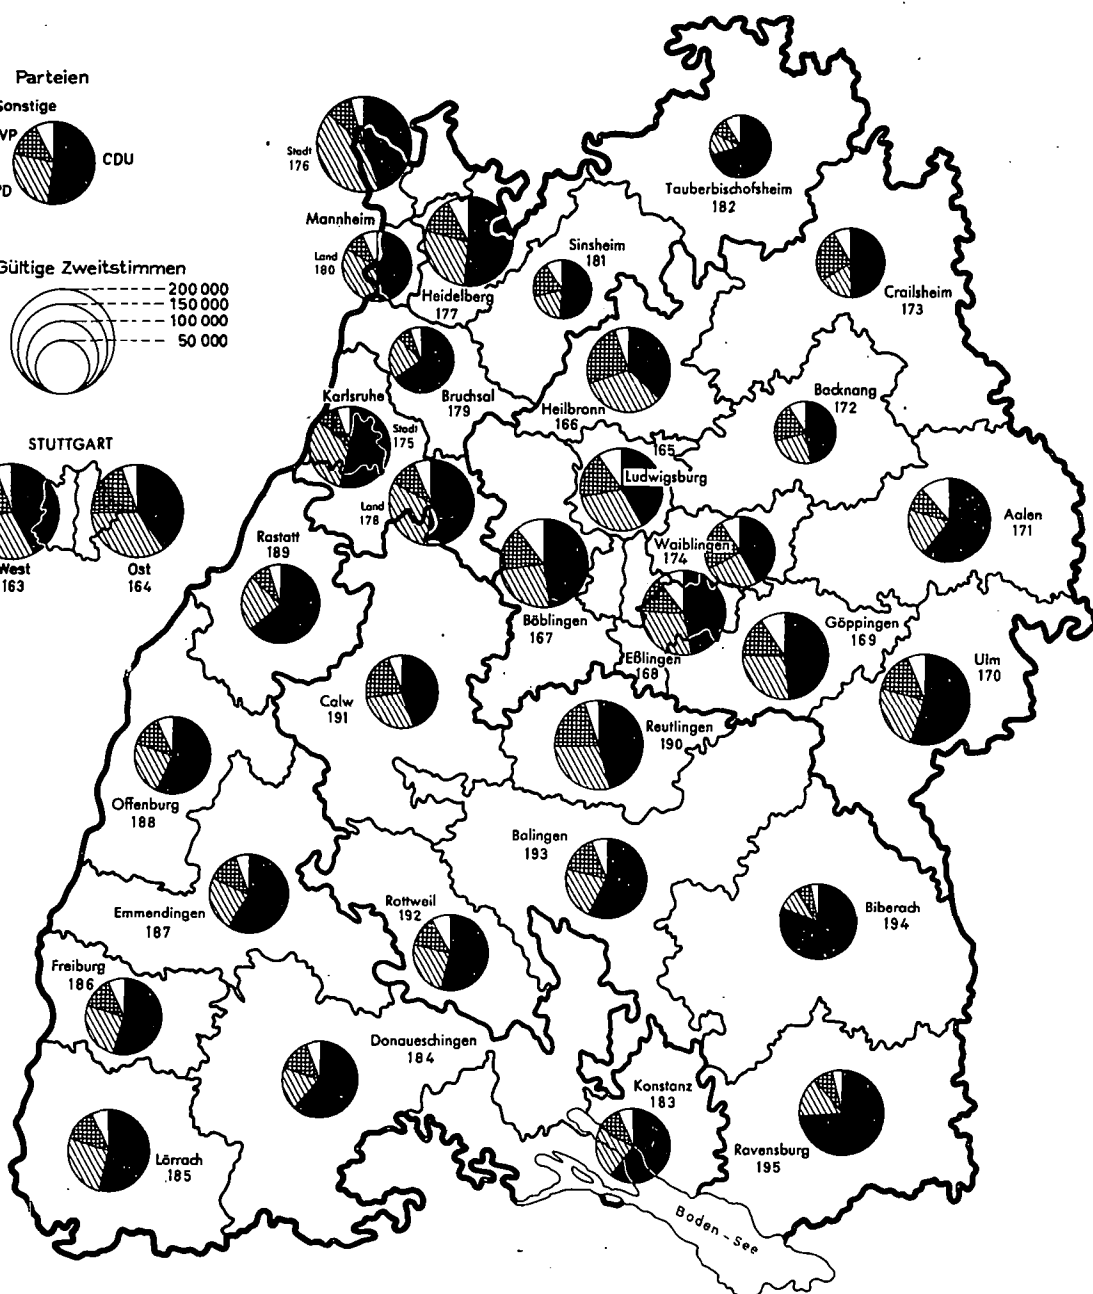 Parteien
Sonstige
VP
CDU
PD
Gültige Zweitstimmen
200 000
150 000
100 000
50 000
STUTTGART
West
163
Ost
164
Stadt
176
Mannheim
Land
180
Heidelberg
177
Sinsheim
181
Tauberbischofsheim
182
Crailsheim
173
Bruchsal
179
Karlsruhe
Stadt
175
Land
178
Heilbronn
166
Backnang
172
165
Ludwigsburg
Aalen
171
Waiblingen
174
Rastatt
189
Böblingen
167
Eßlingen
168
Göppingen
169
Ulm
170
Calw
191
Reutlingen
190
Offenburg
188
Balingen
193
Emmendingen
187
Rottweil
192
Biberach
194
Freiburg
186
Donaueschingen
184
Konstanz
183
Ravensburg
195
Lörrach
185
Boden-See